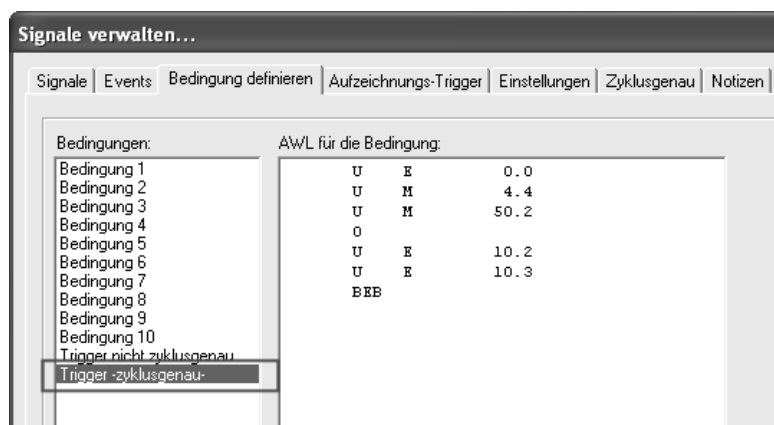 Signale verwalten...
Signale Events Bedingung definieren Aufzeichnungs-Trigger Einstellungen Zyklusgenau Notizen
Bedingungen:
Bedingung 1
Bedingung 2
Bedingung 3
Bedingung 4
Bedingung 5
Bedingung 6
Bedingung 7
Bedingung 8
Bedingung 9
Bedingung 10
Trigger nicht zyklusgenau
Trigger -zyklusgenau-
AWL für die Bedingung:
U E 0.0
U M 4.4
U M 50.2
O
U E 10.2
U E 10.3
BEB